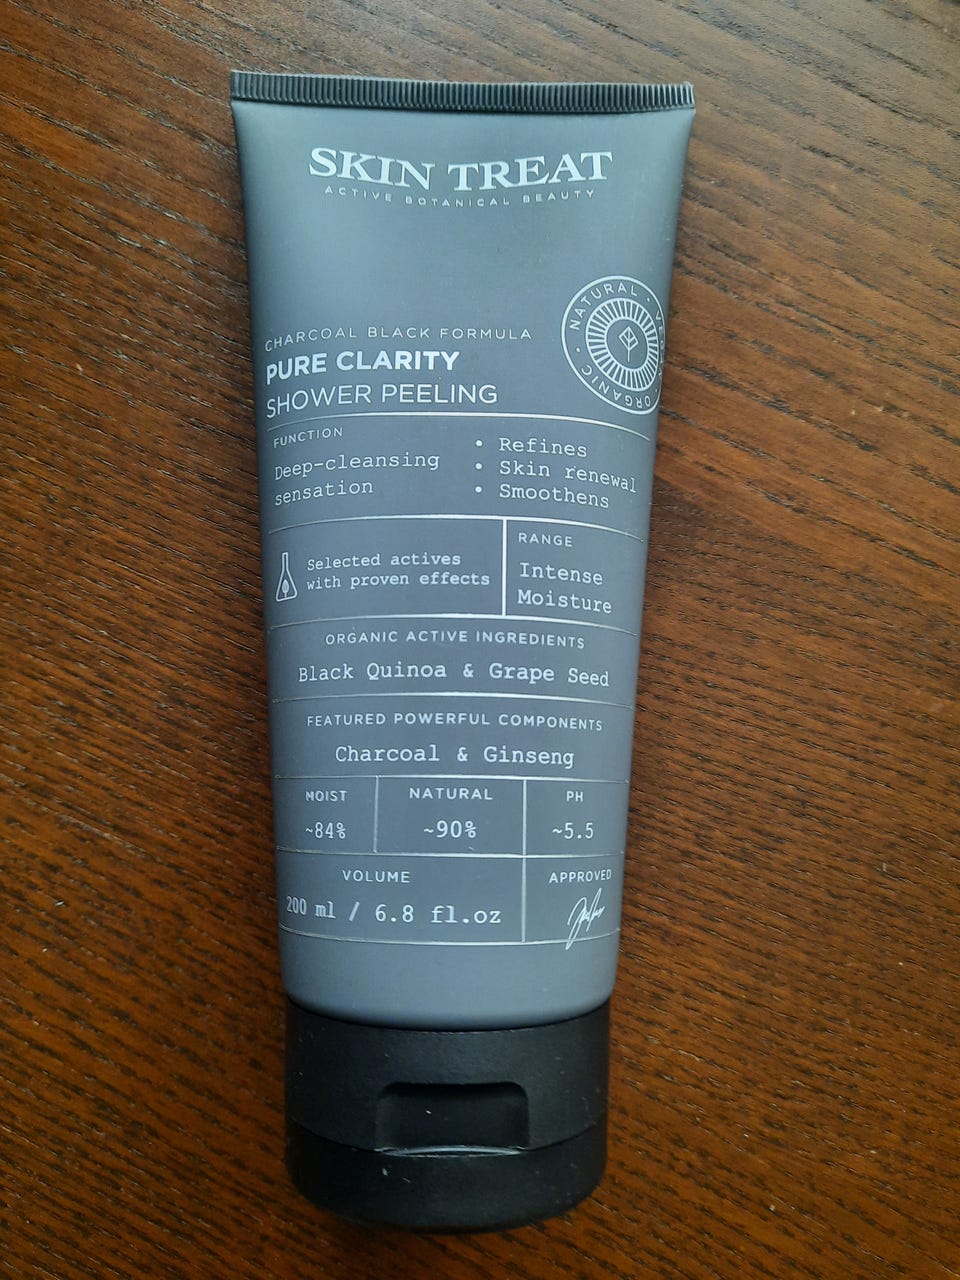 SKIN TREAT
ACTIVE BOTANICAL BEAUTY
NATURAL · VEGAN · ORGANIC ·
CHARCOAL BLACK FORMULA
PURE CLARITY
SHOWER PEELING
FUNCTION
Deep-cleansing
sensation
• Refines
• Skin renewal
• Smoothens
Selected actives
with proven effects
RANGE
Intense
Moisture
ORGANIC ACTIVE INGREDIENTS
Black Quinoa & Grape Seed
FEATURED POWERFUL COMPONENTS
Charcoal & Ginseng
MOIST
~84%
NATURAL
~90%
PH
~5.5
VOLUME
200 ml / 6.8 fl.oz
APPROVED